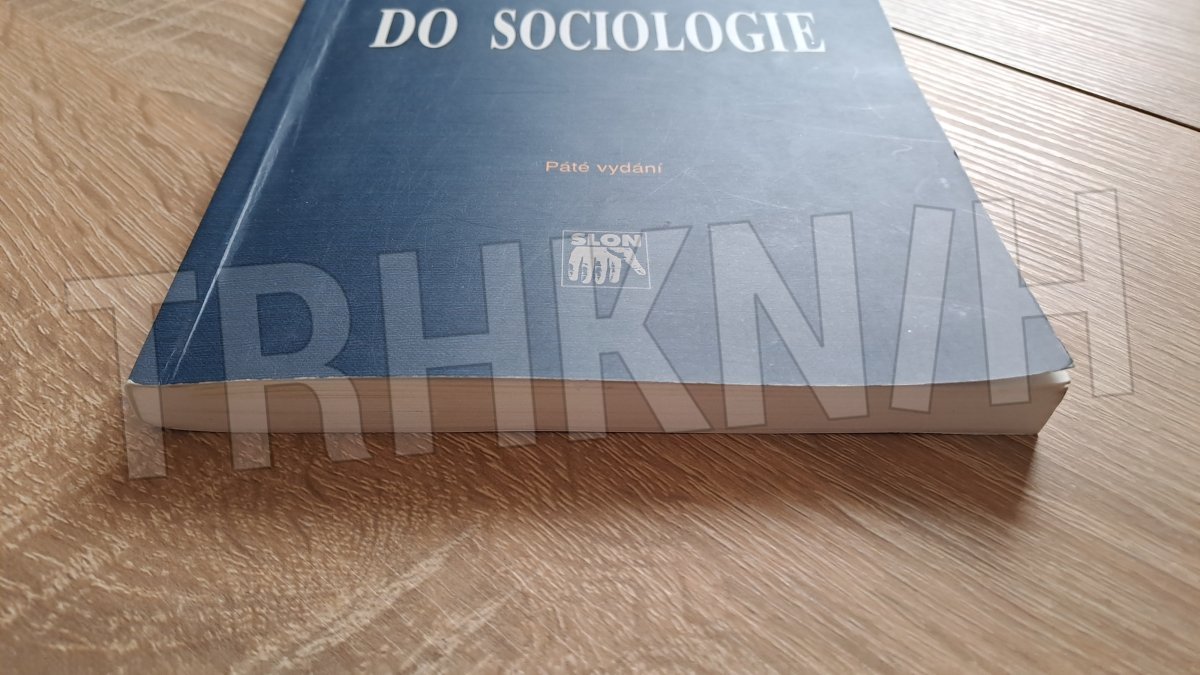 DO SOCIOLOGIE
Páté vydání
SLON
TRHKNIH